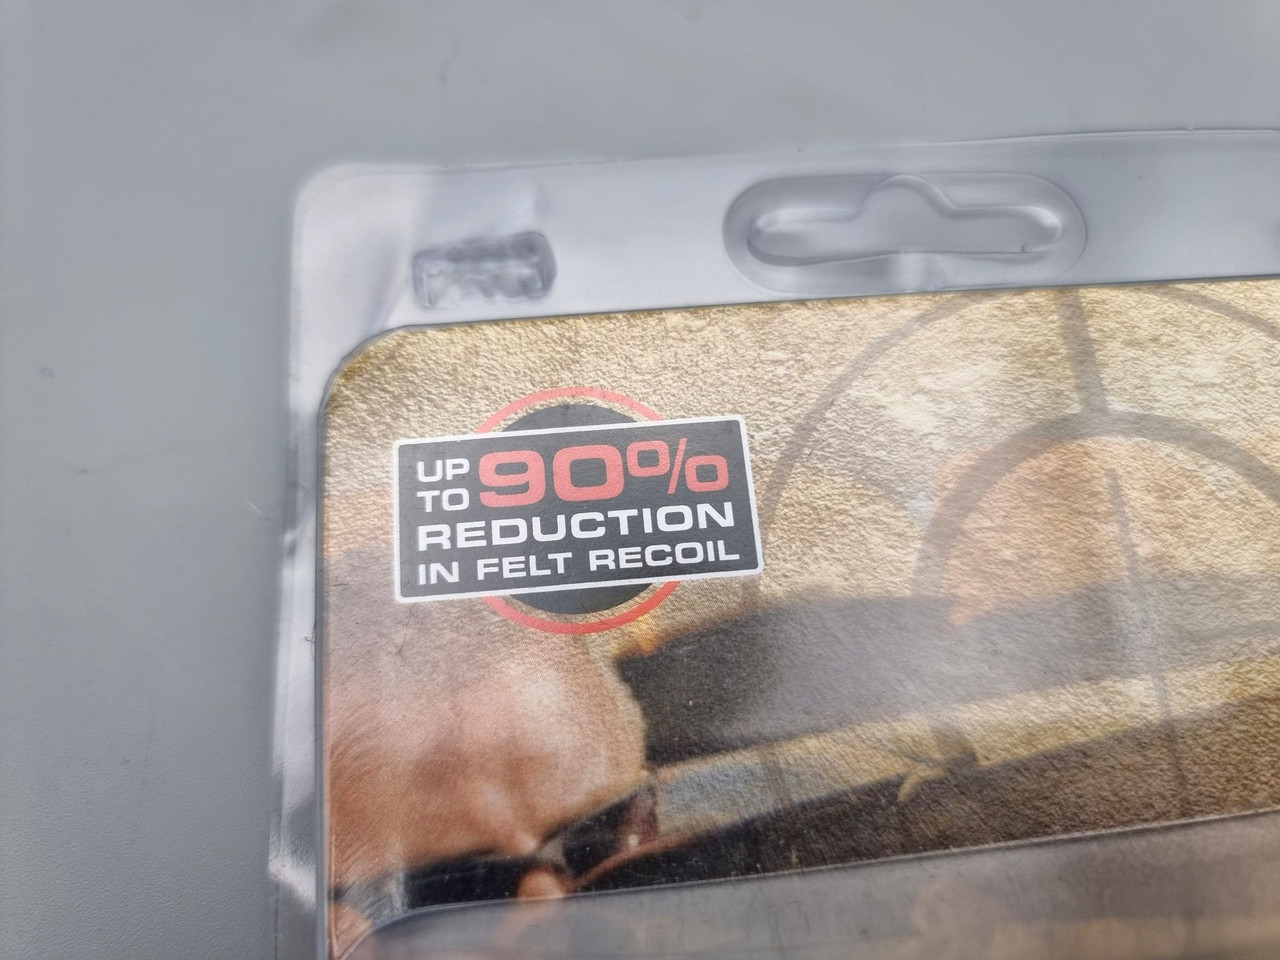 UP
TO 90%
REDUCTION
IN FELT RECOIL